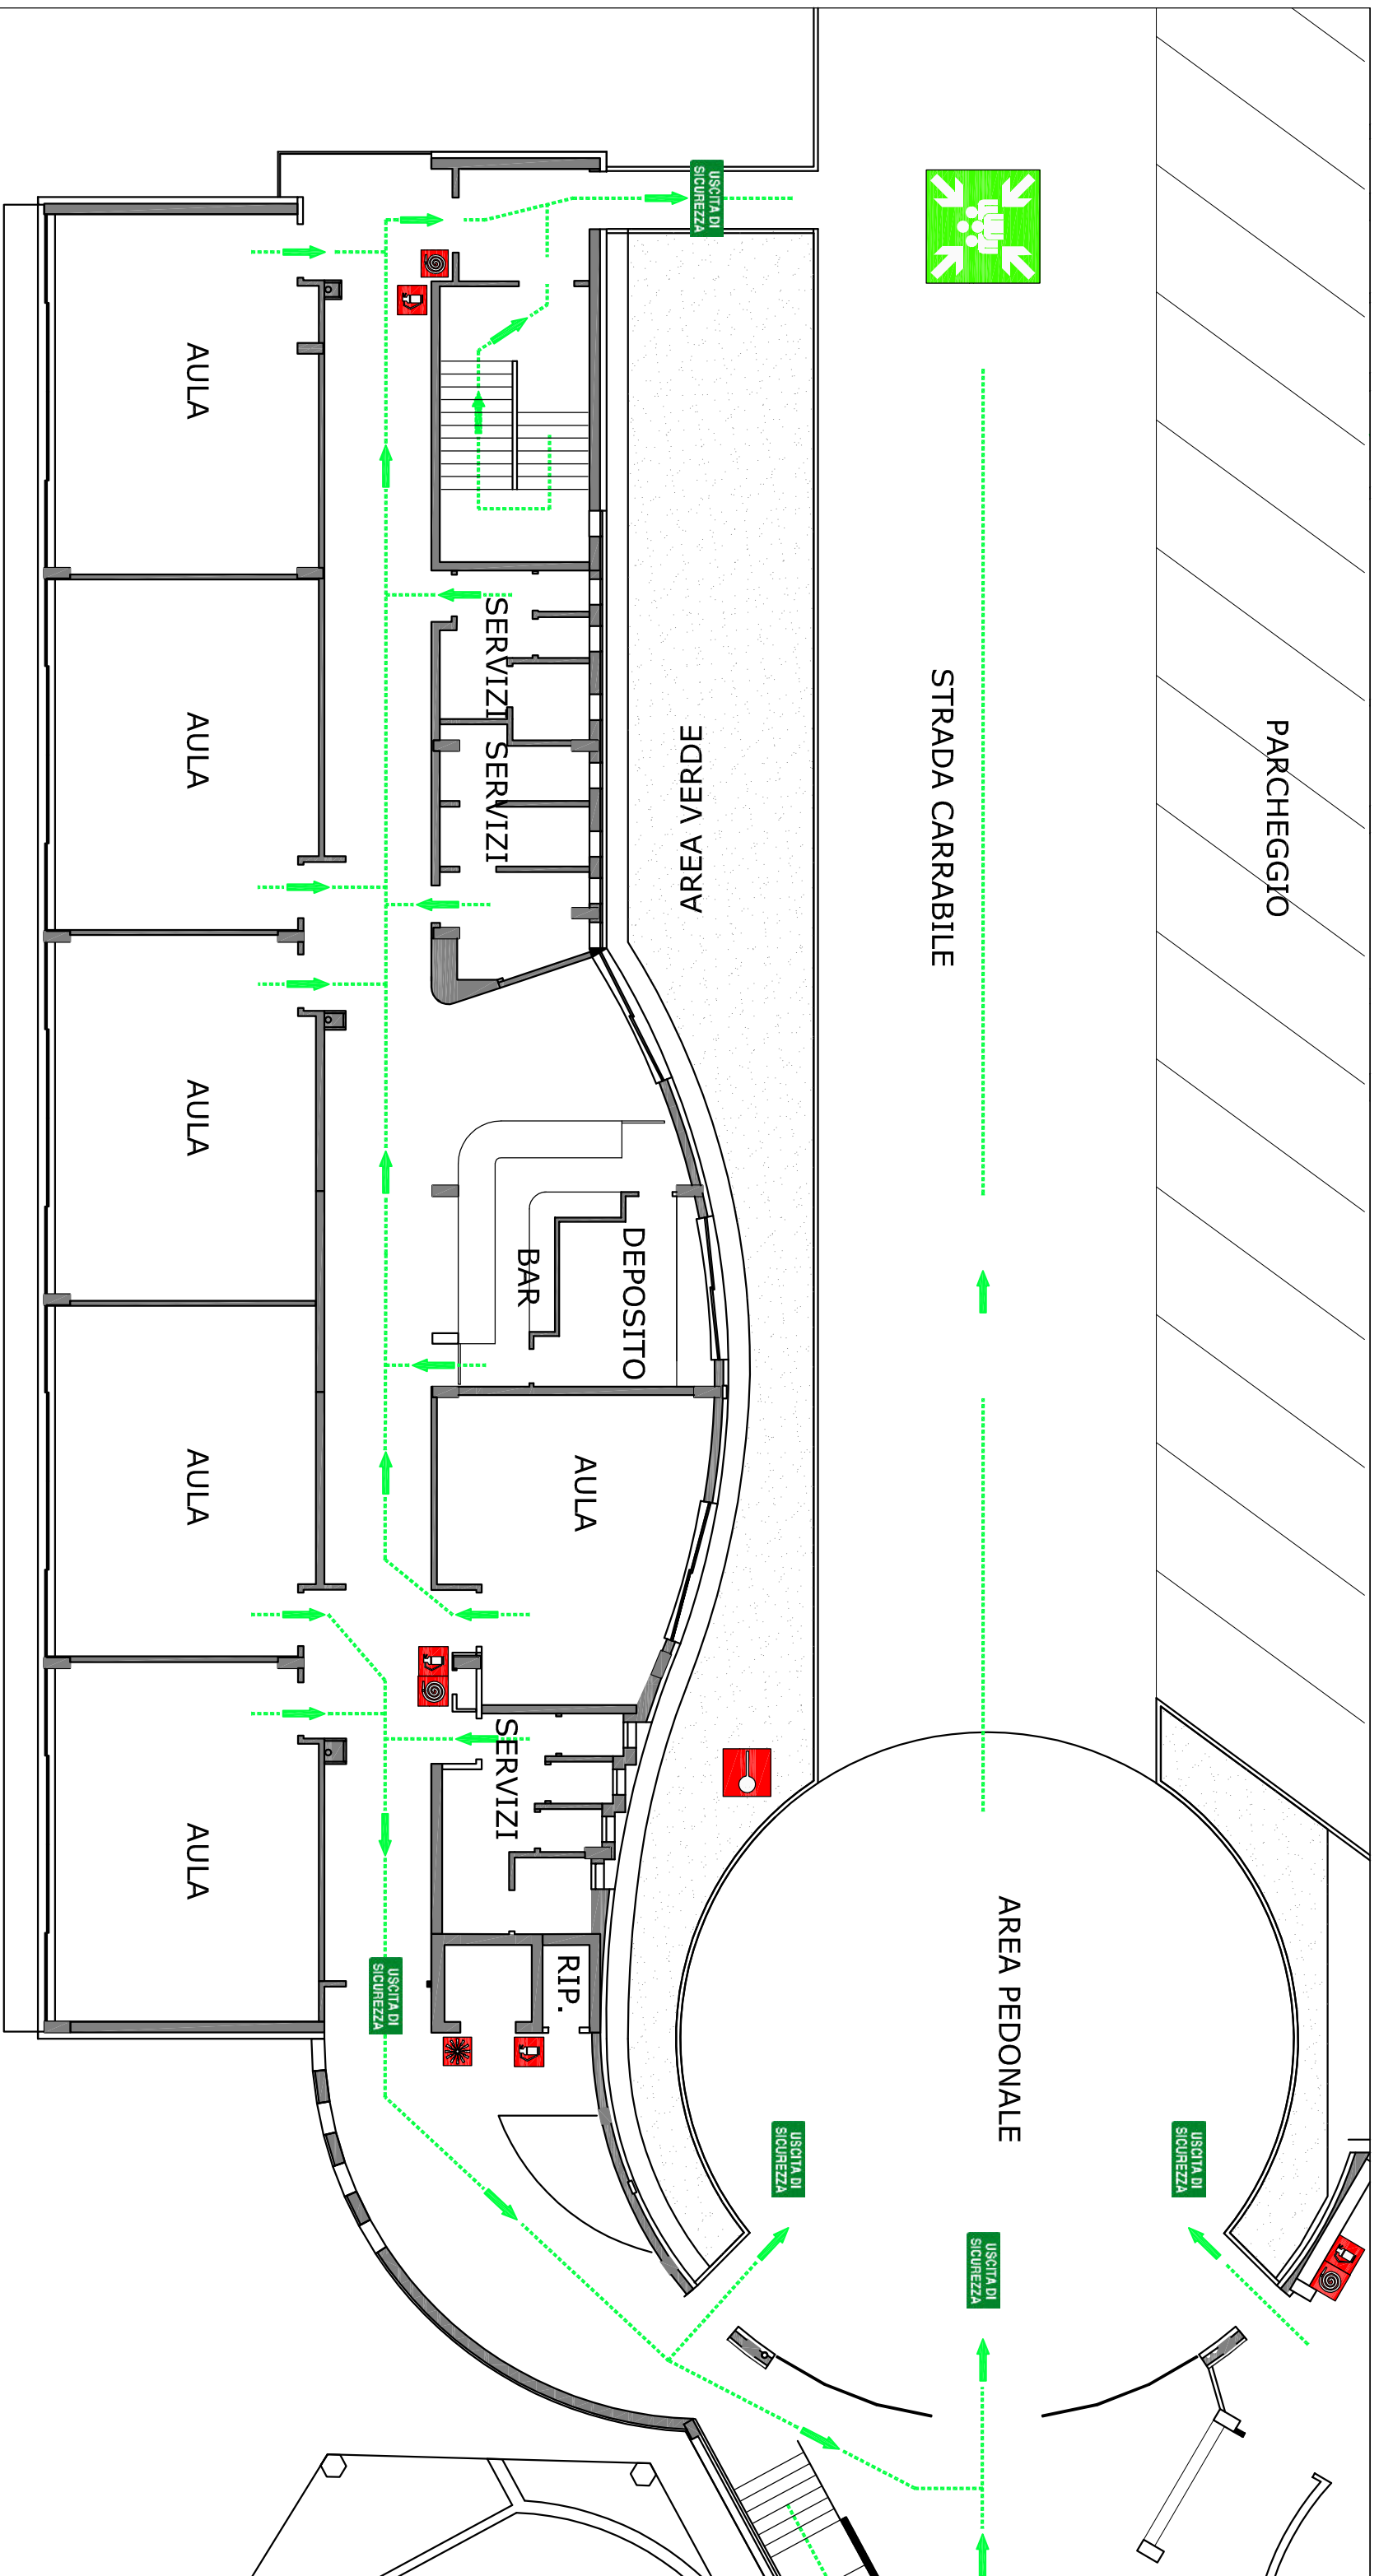 PARCHEGGIO
STRADA CARRABILE
AREA VERDE
AREA PEDONALE
USCITA DI
SICUREZZA
USCITA DI
SICUREZZA
USCITA DI
SICUREZZA
USCITA DI
SICUREZZA
USCITA DI
SICUREZZA
SERVIZI
SERVIZI
DEPOSITO
BAR
AULA
SERVIZI
RIP.
AULA
AULA
AULA
AULA
AULA